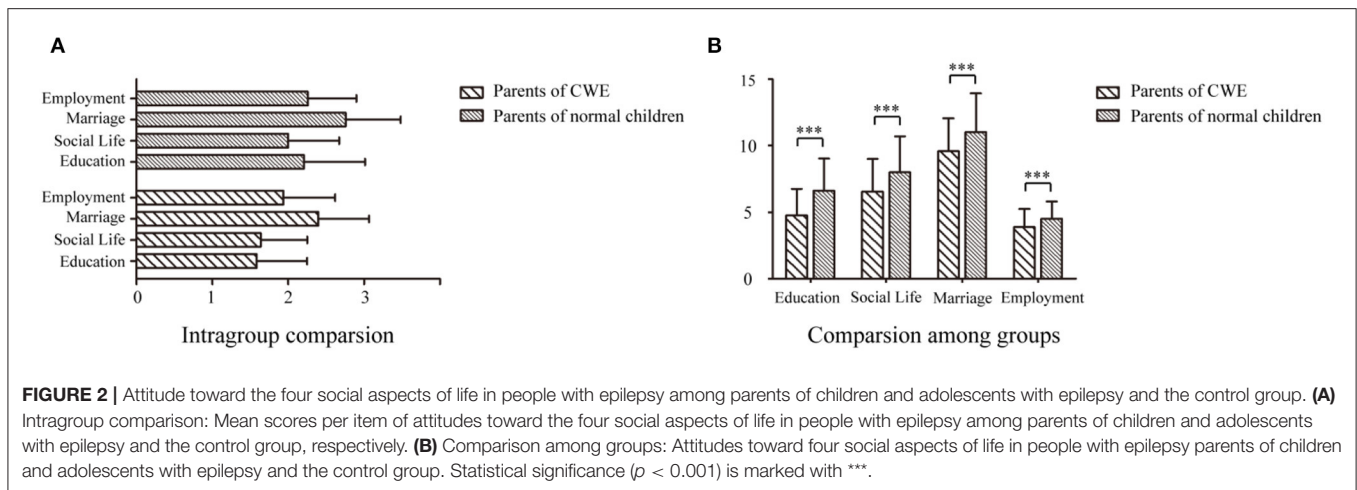 A
Employment
Marriage
Social Life
Education
Employment
Marriage
Social Life
Education
0 1 2 3
Intragroup comparsion
Parents of CWE
Parents of normal children
B
15
10
5
0
***
***
***
***
Education Social Life Marriage Employment
Comparsion among groups
Parents of CWE
Parents of normal children
FIGURE 2 | Attitude toward the four social aspects of life in people with epilepsy among parents of children and adolescents with epilepsy and the control group. (A)
Intragroup comparison: Mean scores per item of attitudes toward the four social aspects of life in people with epilepsy among parents of children and adolescents
with epilepsy and the control group, respectively. (B) Comparison among groups: Attitudes toward four social aspects of life in people with epilepsy parents of children
and adolescents with epilepsy and the control group. Statistical significance (p < 0.001) is marked with ***.